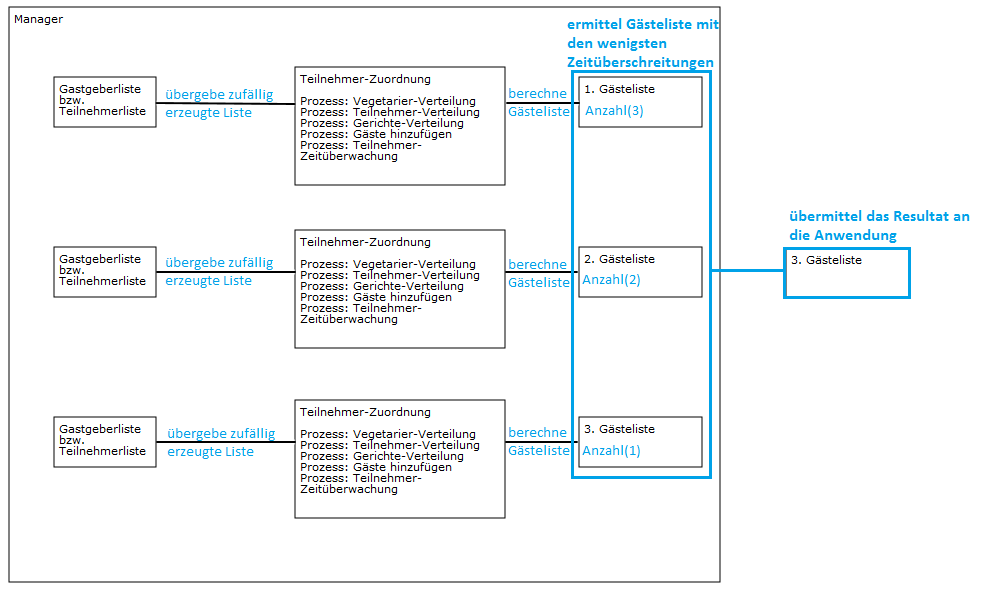 Manager
ermittel Gästeliste mit
den wenigsten
Zeitüberschreitungen
Gastgeberliste
bzw.
Teilnehmerliste
übergebe zufällig
erzeugte Liste
Teilnehmer-Zuordnung
Prozess: Vegetarier-Verteilung
Prozess: Teilnehmer-Verteilung
Prozess: Gerichte-Verteilung
Prozess: Gäste hinzufügen
Prozess: Teilnehmer-
Zeitüberwachung
berechne
Gästeliste
1. Gästeliste
Anzahl(3)
Gastgeberliste
bzw.
Teilnehmerliste
übergebe zufällig
erzeugte Liste
Teilnehmer-Zuordnung
Prozess: Vegetarier-Verteilung
Prozess: Teilnehmer-Verteilung
Prozess: Gerichte-Verteilung
Prozess: Gäste hinzufügen
Prozess: Teilnehmer-
Zeitüberwachung
berechne
Gästeliste
2. Gästeliste
Anzahl(2)
Gastgeberliste
bzw.
Teilnehmerliste
übergebe zufällig
erzeugte Liste
Teilnehmer-Zuordnung
Prozess: Vegetarier-Verteilung
Prozess: Teilnehmer-Verteilung
Prozess: Gerichte-Verteilung
Prozess: Gäste hinzufügen
Prozess: Teilnehmer-
Zeitüberwachung
berechne
Gästeliste
3. Gästeliste
Anzahl(1)
übermittel das Resultat an
die Anwendung
3. Gästeliste